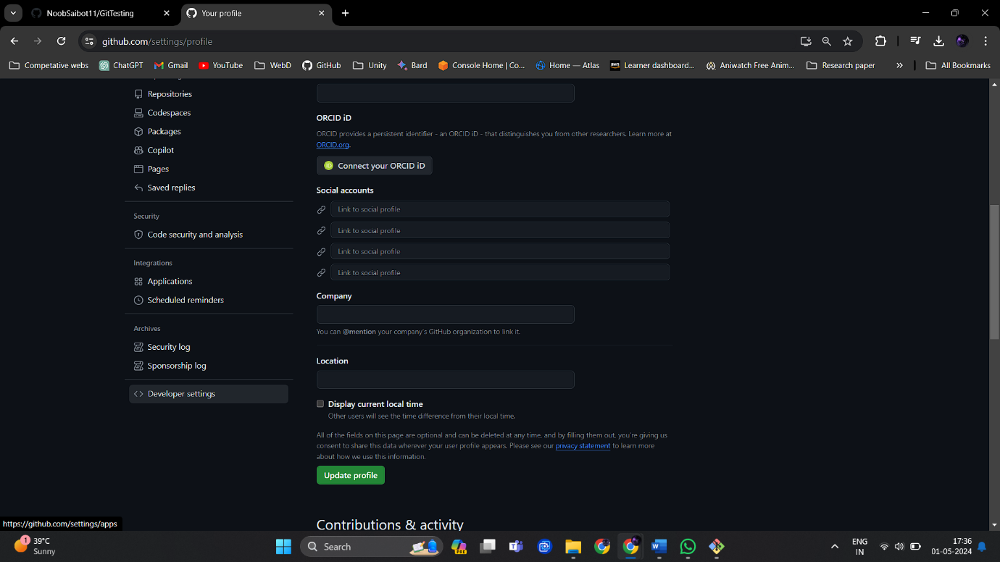 NoobSaibot11/GitTesting
Your profile
github.com/settings/profile
Competative webs
ChatGPT
Gmail
YouTube
WebD
GitHub
Unity
Bard
Console Home | Co...
Home — Atlas
aws
Learner dashboard...
Aniwatch Free Anim...
Research paper
»
All Bookmarks
Repositories
Codespaces
Packages
Copilot
Pages
Saved replies
Security
Code security and analysis
Integrations
Applications
Scheduled reminders
Archives
Security log
Sponsorship log
Developer settings
ORCID iD
ORCID provides a persistent identifier - an ORCID iD - that distinguishes you from other researchers. Learn more at
ORCID.org.
iD Connect your ORCID iD
Social accounts
Link to social profile
Link to social profile
Link to social profile
Link to social profile
Company
You can @mention your company's GitHub organization to link it.
Location
Display current local time
Other users will see the time difference from their local time.
All of the fields on this page are optional and can be deleted at any time, and by filling them out, you're giving us
consent to share this data wherever your user profile appears. Please see our privacy statement to learn more
about how we use this information.
Update profile
Contributions & activity
https://github.com/settings/apps
1
39°C
Sunny
Search
PRE
ENG
IN
17:36
01-05-2024